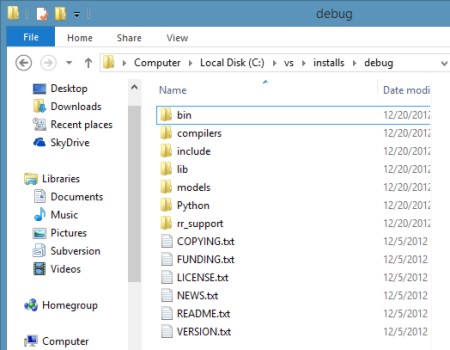 debug
File Home Share View
Computer Local Disk (C:) vs installs debug
Desktop
Downloads
Recent places
SkyDrive
Libraries
Documents
Music
Pictures
Subversion
Videos
Homegroup
Computer
Name Date modi
bin 12/20/2012
compilers 12/20/2012
include 12/20/2012
lib 12/20/2012
models 12/20/2012
Python 12/20/2012
rr_support 12/20/2012
COPYING.txt 12/5/2012
FUNDING.txt 12/5/2012
LICENSE.txt 12/5/2012
NEWS.txt 12/5/2012
README.txt 12/5/2012
VERSION.txt 12/5/2012